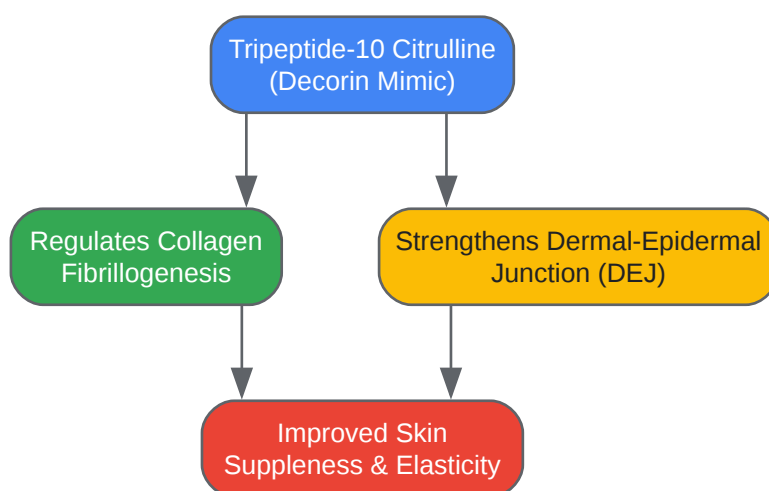 Tripeptide-10 Citrulline
(Decorin Mimic)
Regulates Collagen
Fibrillogenesis
Strengthens Dermal-Epidermal
Junction (DEJ)
Improved Skin
Suppleness & Elasticity